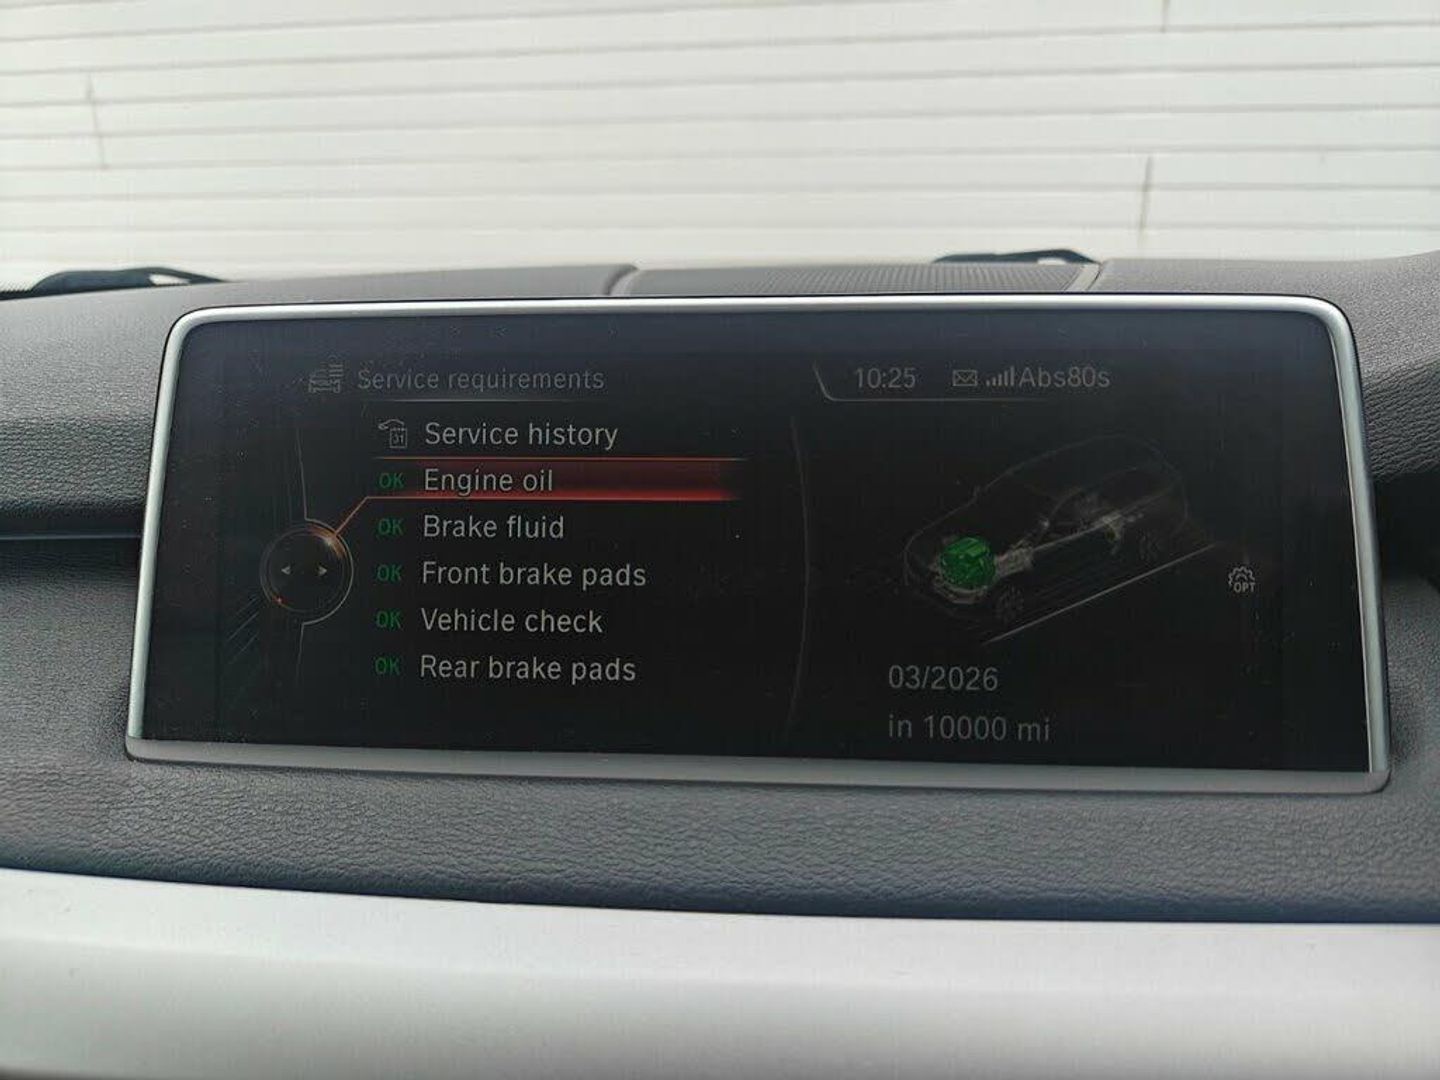 Service requirements
10:25 Abs80s
Service history
31
OK Engine oil
OK Brake fluid
OK Front brake pads
OK Vehicle check
OK Rear brake pads
OPT
03/2026
in 10000 mi